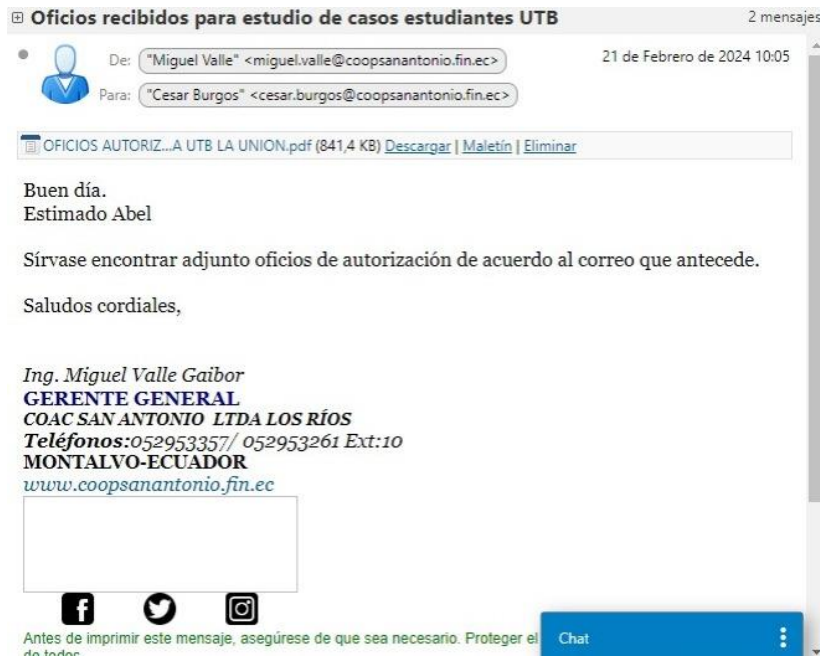 Oficios recibidos para estudio de casos estudiantes UTB
2 mensajes
De: "Miguel Valle" <miguel.valle@coopsanantonio.fin.ec>
21 de Febrero de 2024 10:05
Para: "Cesar Burgos" <cesar.burgos@coopsanantonio.fin.ec>
OFICIOS AUTORIZ...A UTB LA UNION.pdf (841,4 KB) Descargar | Maletín | Eliminar
Buen día.
Estimado Abel
Sírvase encontrar adjunto oficios de autorización de acuerdo al correo que antecede.
Saludos cordiales,
Ing. Miguel Valle Gaibor
GERENTE GENERAL
COAC SAN ANTONIO LTDA LOS RÍOS
Teléfonos:052953357/ 052953261 Ext:10
MONTALVO-ECUADOR
www.coopsanantonio.fin.ec
Antes de imprimir este mensaje, asegúrese de que sea necesario. Proteger el
de todos
Chat